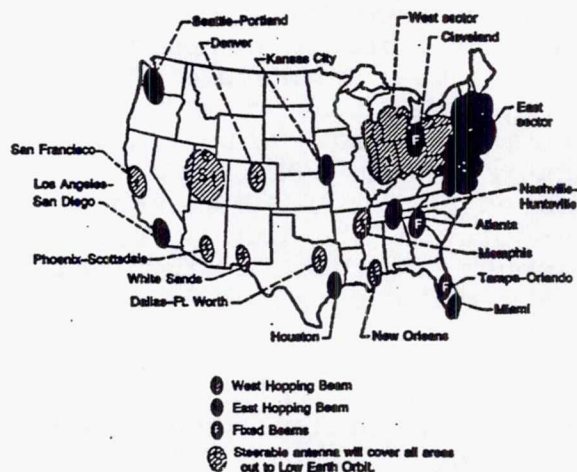 Seattle-Portland
Denver
Kansas City
West sector
Cleveland
East
sector
San Francisco
Los Angeles-
San Diego
Phoenix-Scottsdale
White Sands
Dallas-Ft. Worth
Houston
New Orleans
Nashville-
Huntsville
Atlanta
Memphis
Tampa-Orlando
Miami
F
F
F
West Hopping Beam
East Hopping Beam
Fixed Beams
Steerable antenna will cover all areas
out to Low Earth Orbit.